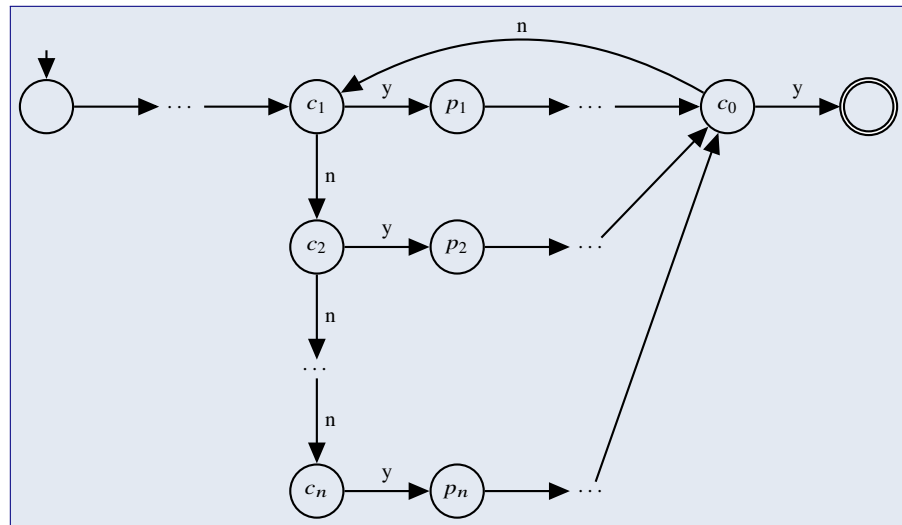 n
··· c₁ y p₁ ··· c₀ y
n
c₂ y p₂ ···
n
···
n
cₙ y pₙ ···